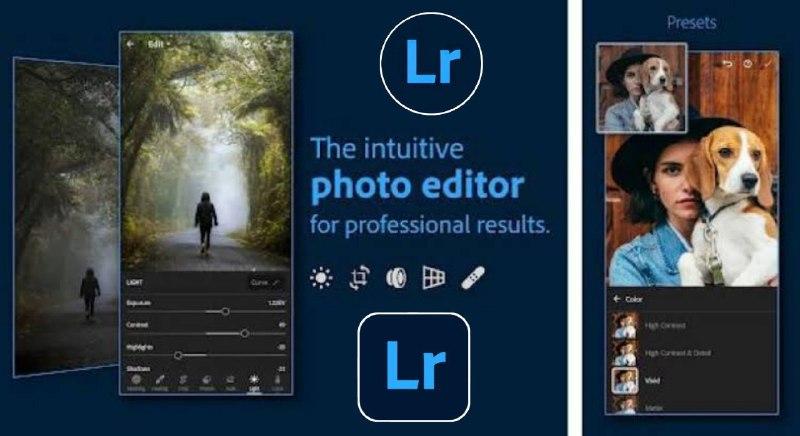 Edit
Lr
The intuitive
photo editor
for professional results.
LIGHT
Curve
Exposure
Contrast
Highlights
Shadows
Light
Lr
Presets
Color
High Contrast
High Contrast & Detail
Vivid
Matte